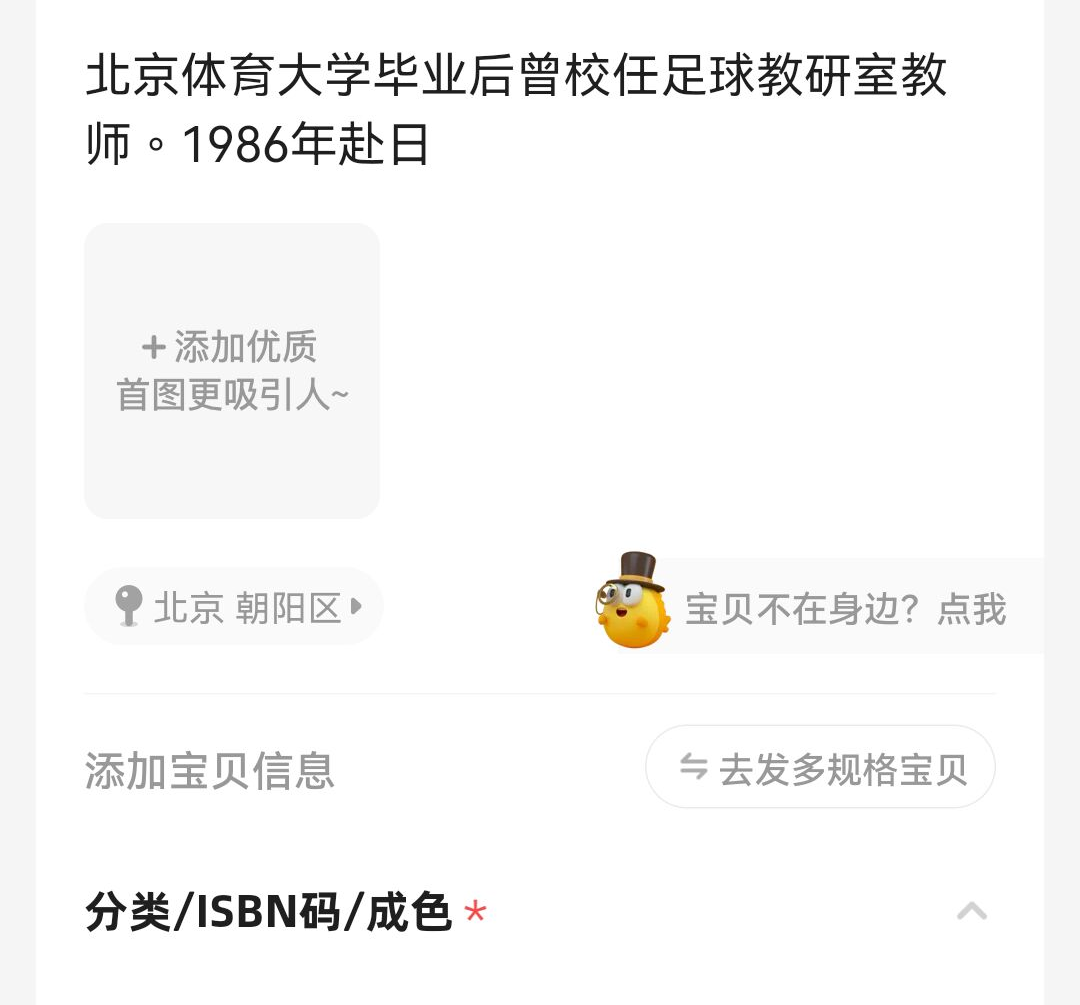 北京体育大学毕业后曾校任足球教研室教
师。1986年赴日
+ 添加优质
首图更吸引人~
北京 朝阳区
宝贝不在身边？点我
添加宝贝信息
去发多规格宝贝
分类/ISBN码/成色 *